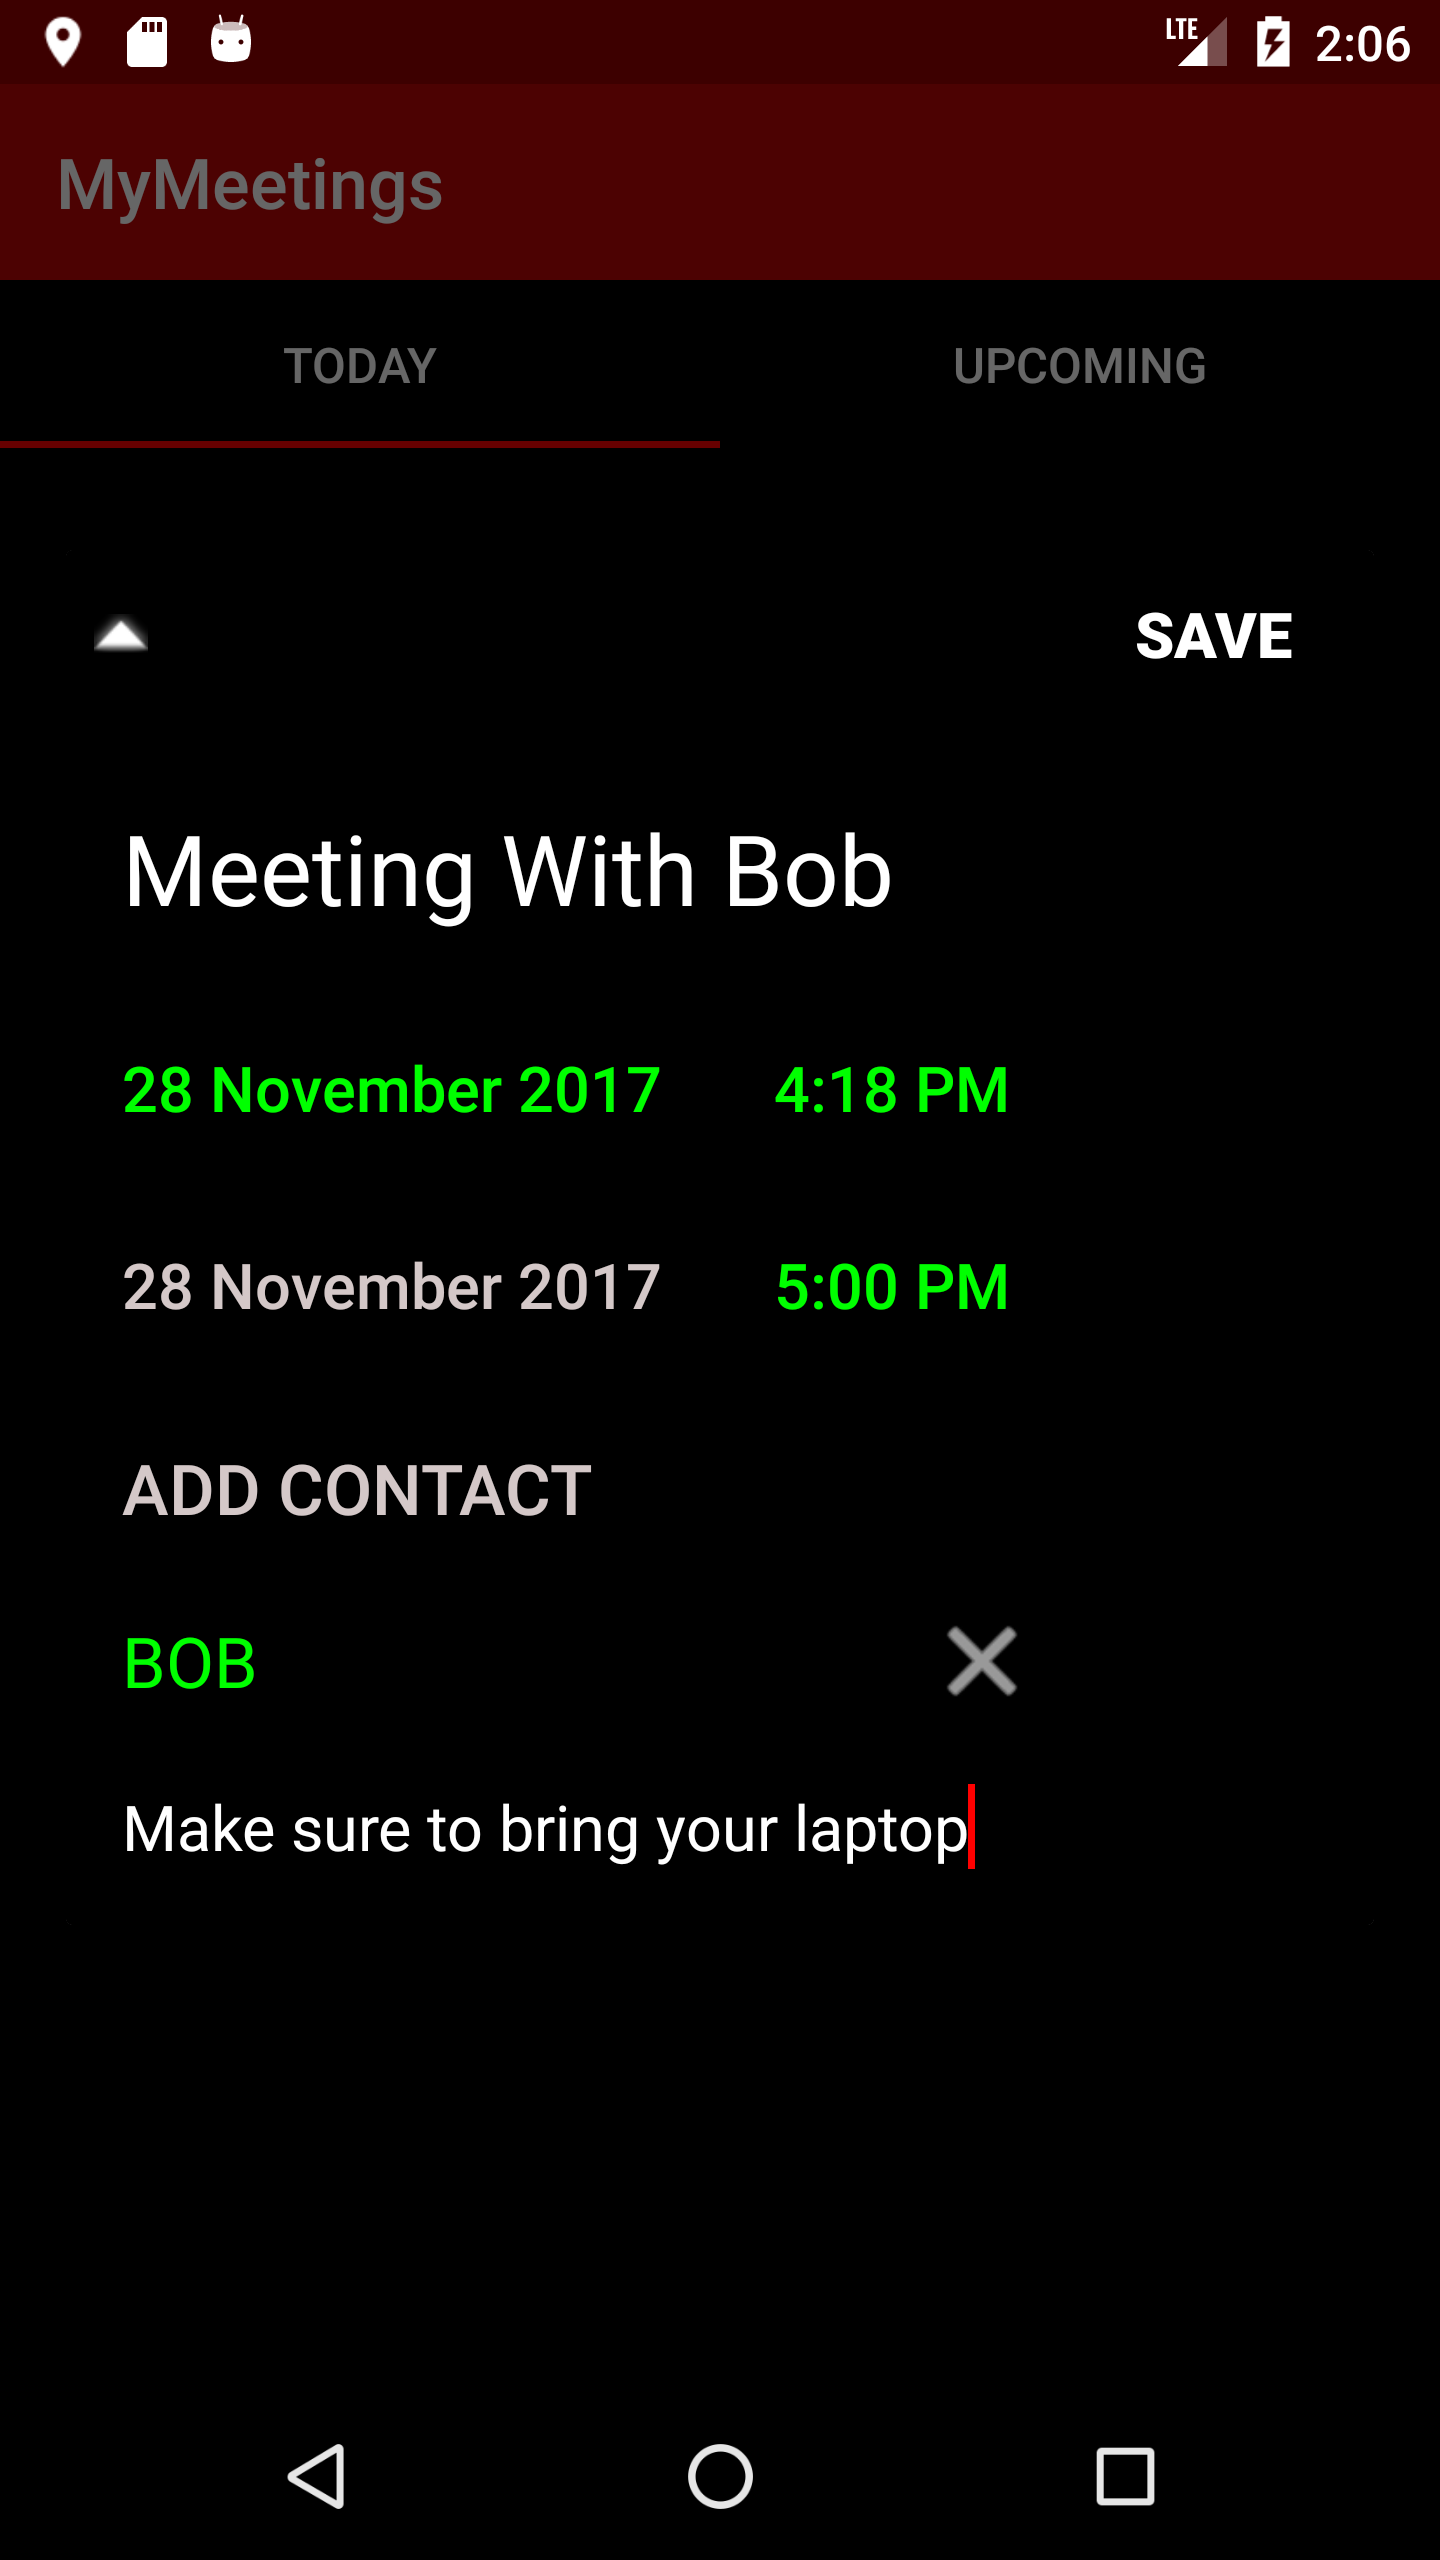 LTE 2:06
MyMeetings
TODAY UPCOMING
SAVE
Meeting With Bob
28 November 2017 4:18 PM
28 November 2017 5:00 PM
ADD CONTACT
BOB
Make sure to bring your laptop